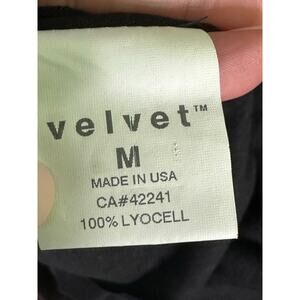 velvet™
M
MADE IN USA
CA#42241
100% LYOCELL